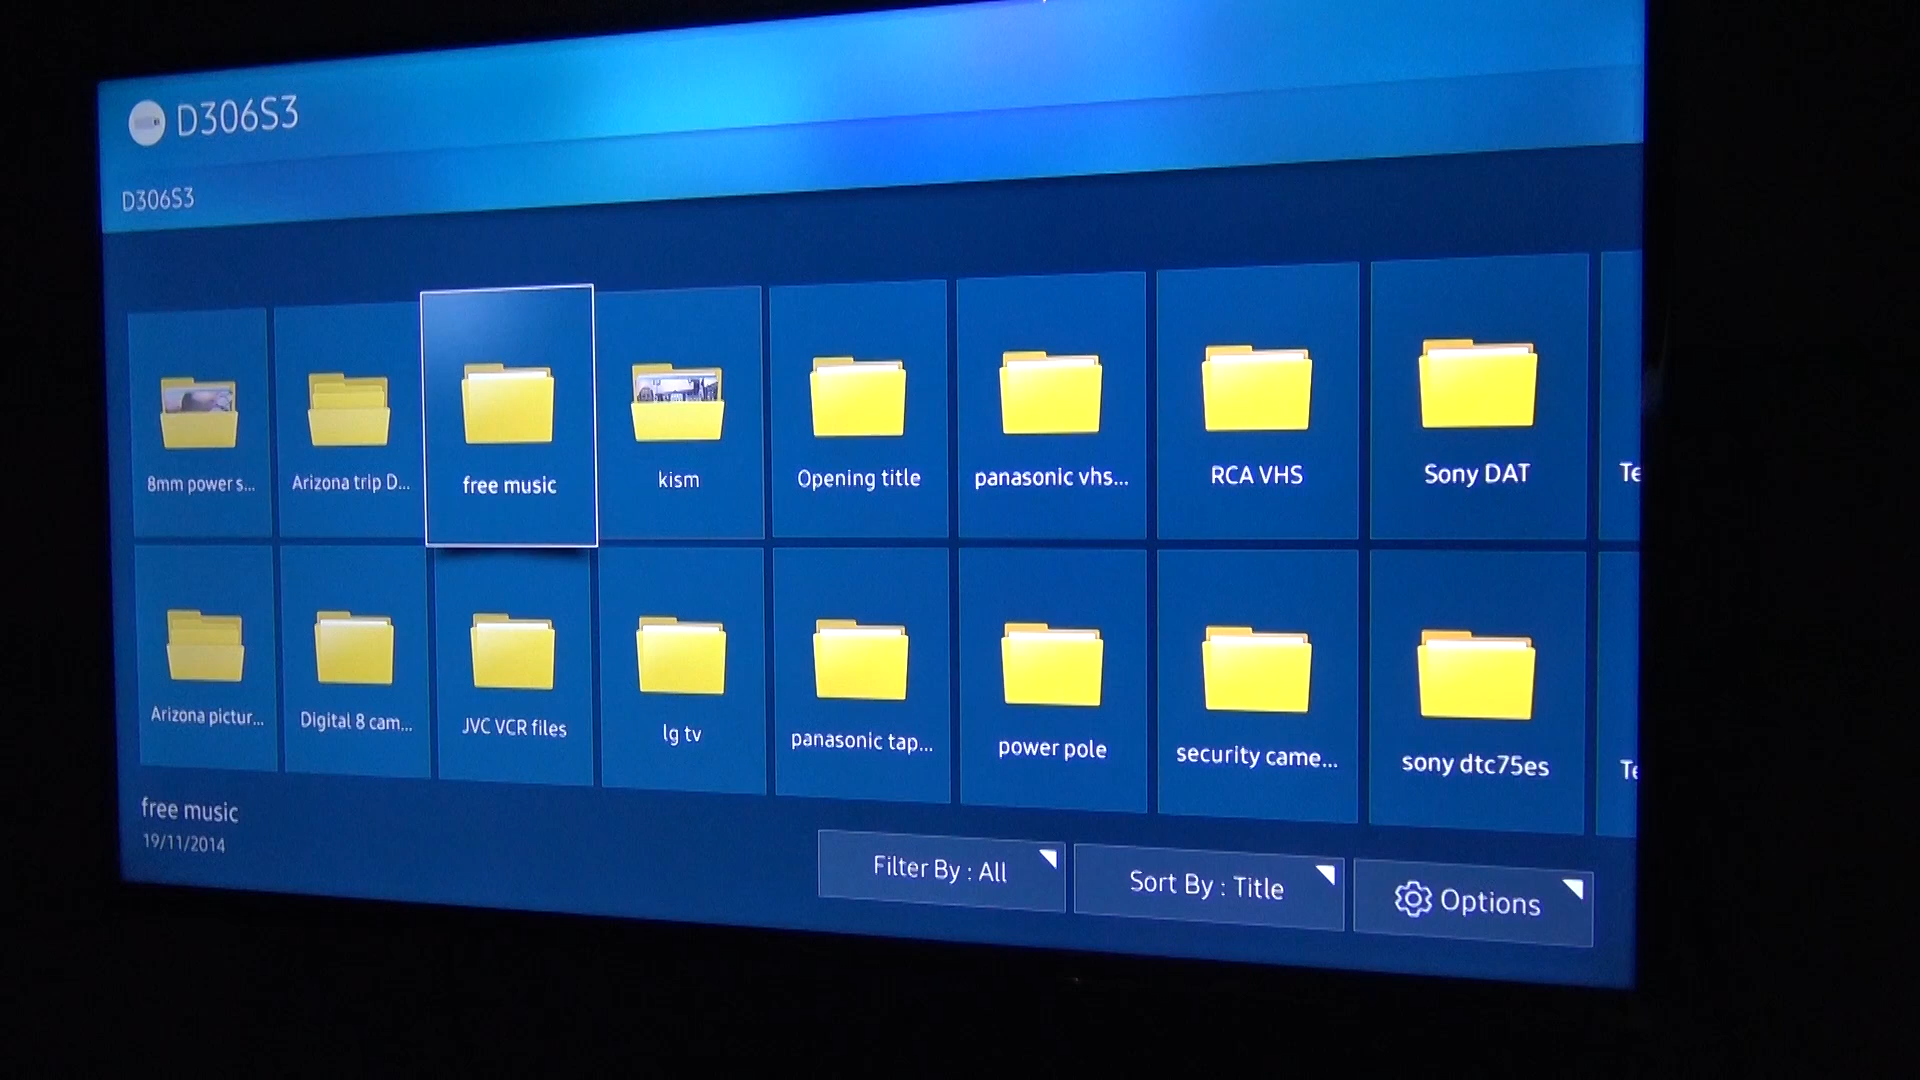 D306S3
D306S3
8mm power s...
Arizona trip D...
free music
kism
Opening title
panasonic vhs...
RCA VHS
Sony DAT
Te
Arizona pictur...
Digital 8 cam...
JVC VCR files
lg tv
panasonic tap...
power pole
security came...
sony dtc75es
Te
free music
19/11/2014
Filter By : All
Sort By : Title
Options